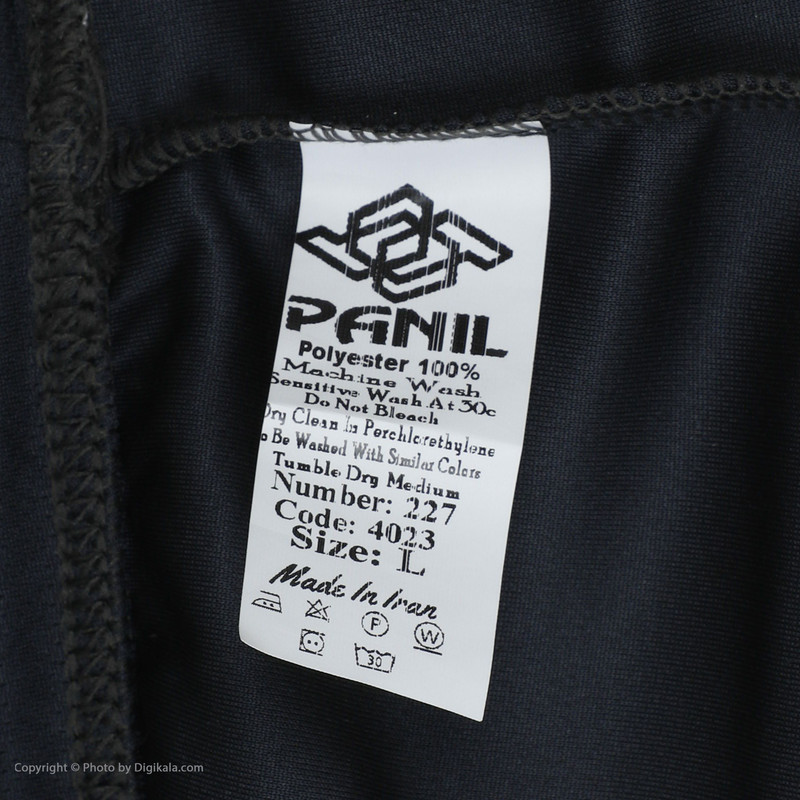 PANIL
Polyester 100%
Machine Wash
Sensitive Wash At 30c
Do Not Bleach
Dry Clean In Perchlorethylene
o Be Washed With Similar Colors
Tumble Dry Medium
Number: 227
Code: 4023
Size: L
Made In Iran
P
W
30
Copyright © Photo by Digikala.com